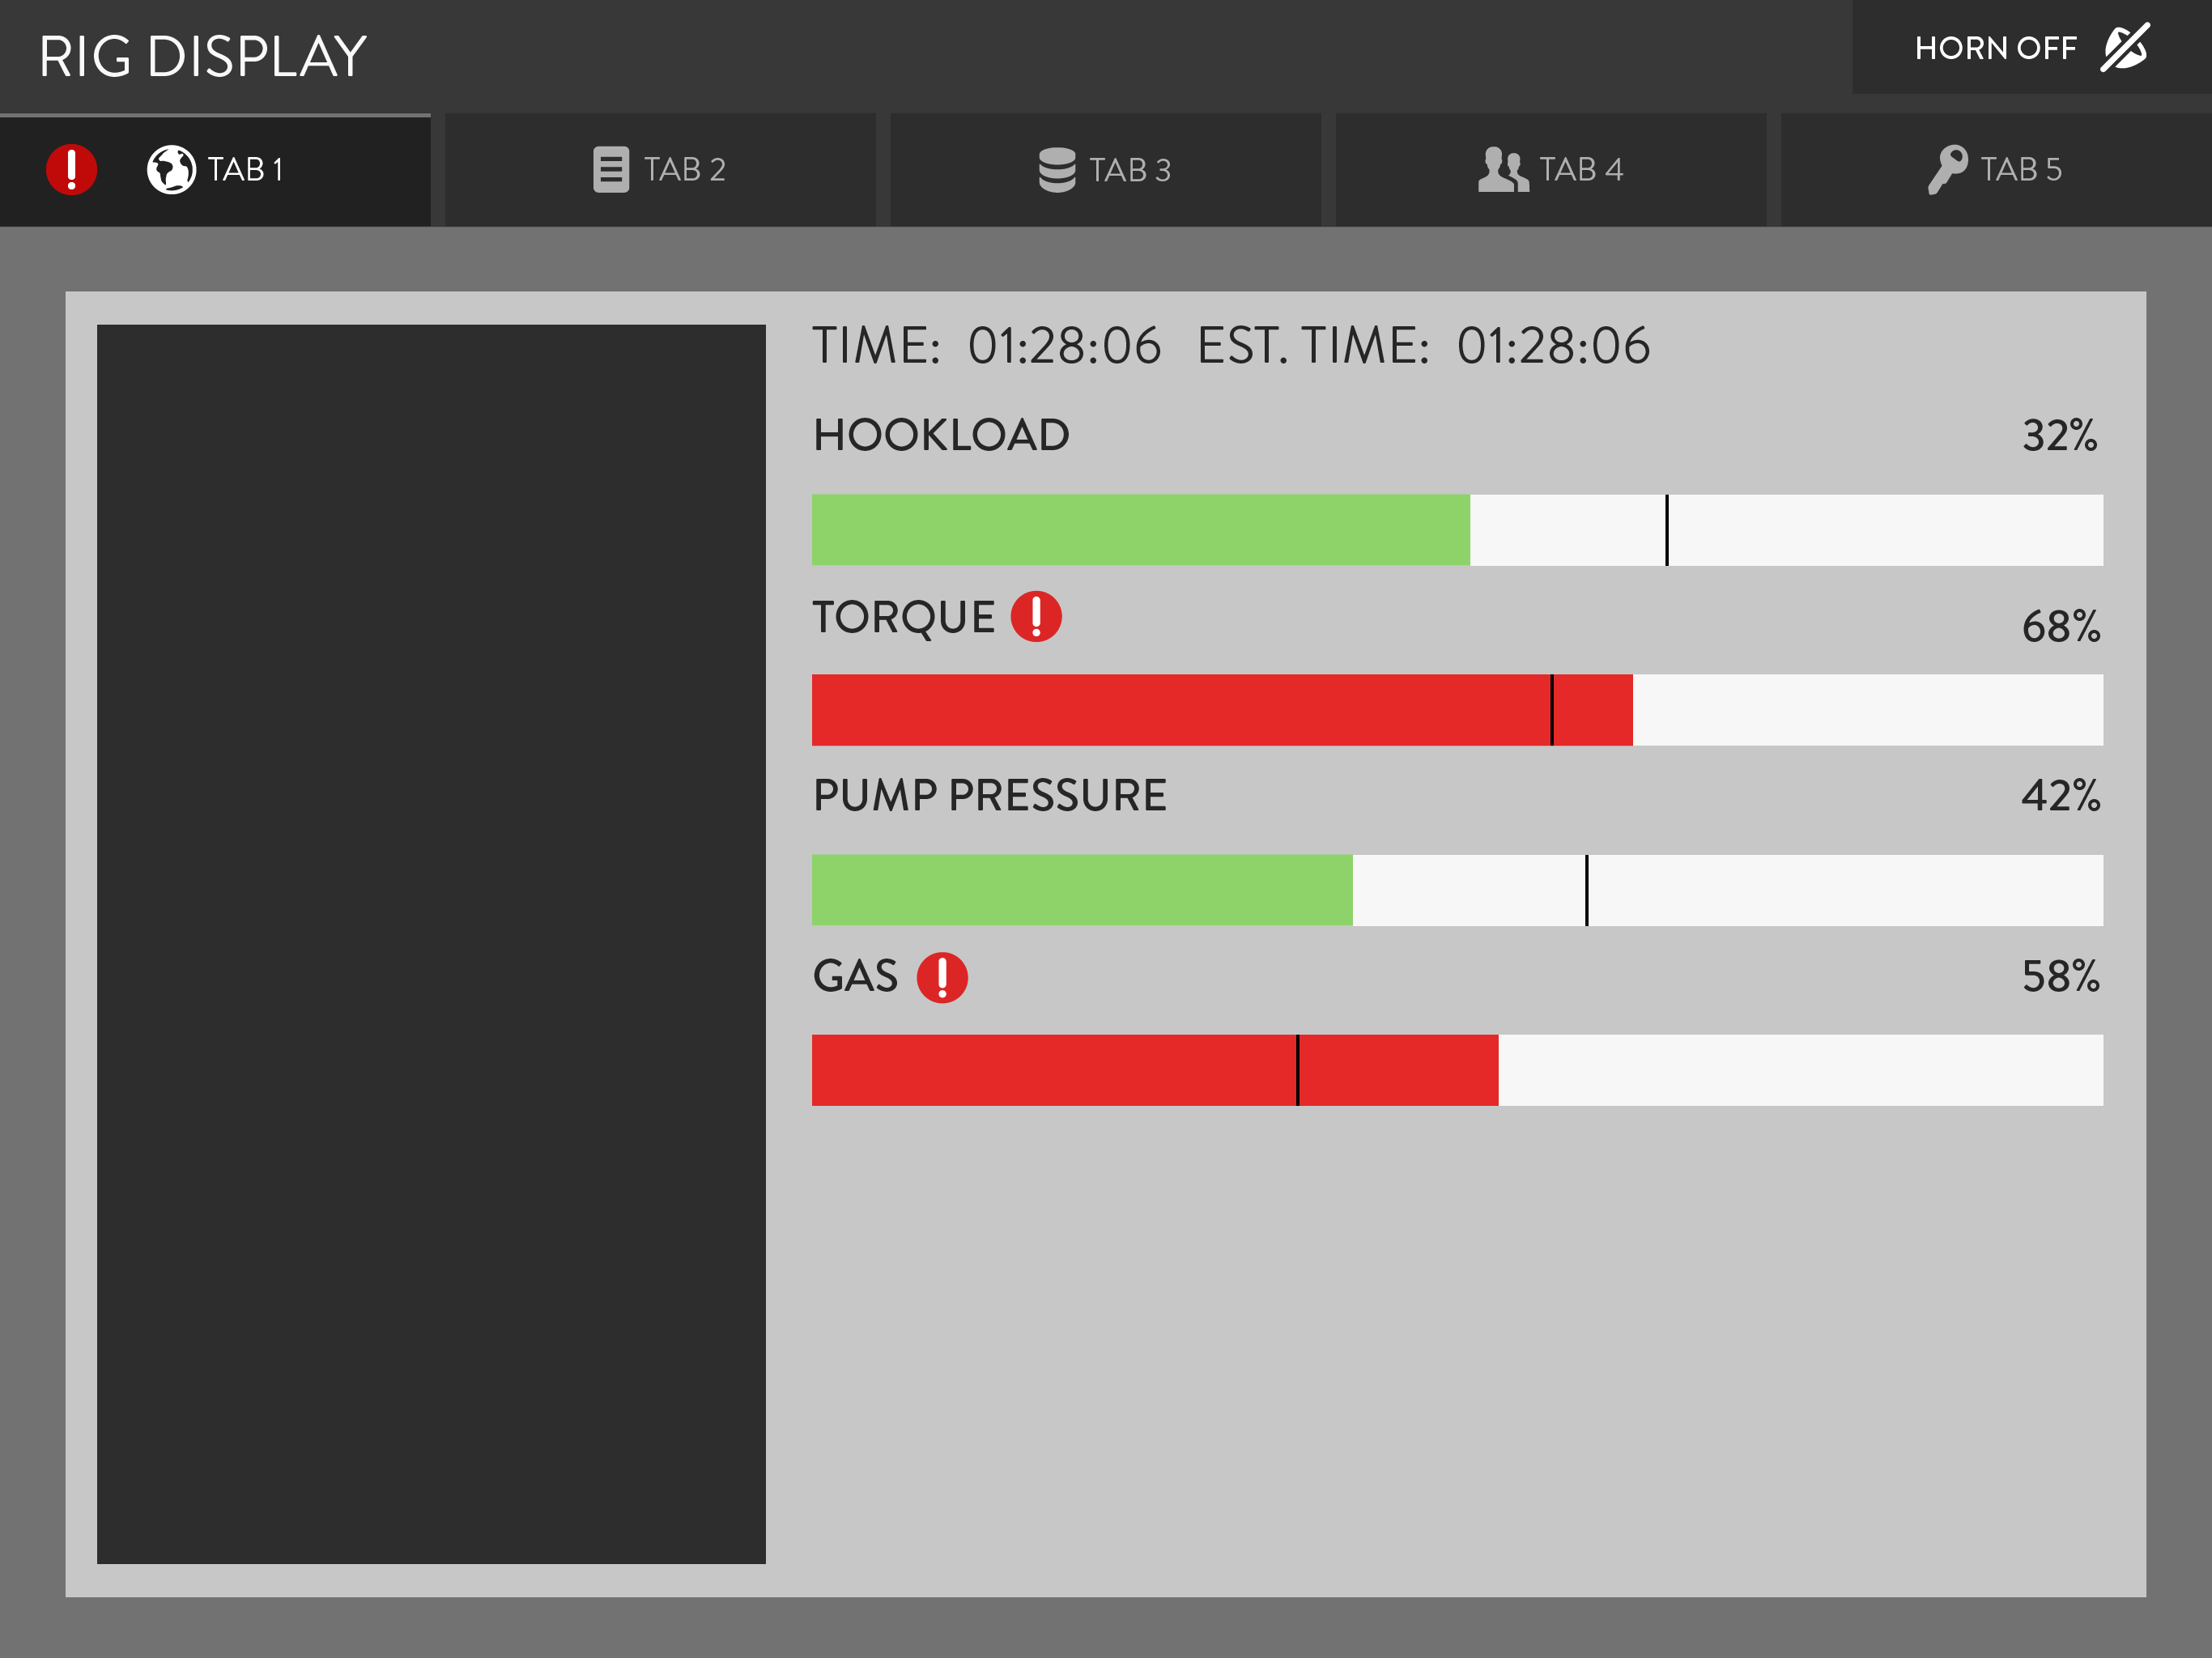 RIG DISPLAY
HORN OFF
TAB 1
TAB 2
TAB 3
TAB 4
TAB 5
TIME: 01:28:06 EST. TIME: 01:28:06
HOOKLOAD 32%
TORQUE 68%
PUMP PRESSURE 42%
GAS 58%